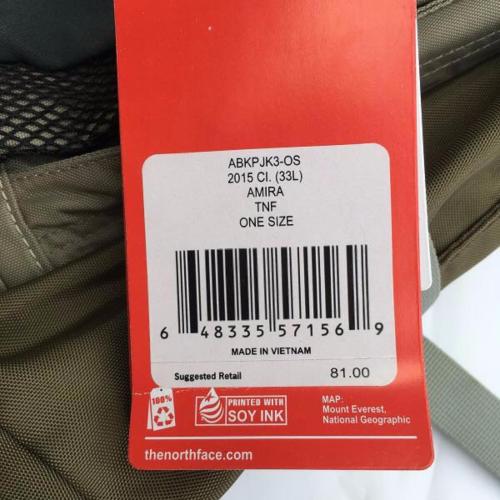 ABKPJK3-OS
2015 CI. (33L)
AMIRA
TNF
ONE SIZE
6 48335 57156 9
MADE IN VIETNAM
Suggested Retail 81.00
100%
PRINTED WITH
SOY INK
MAP:
Mount Everest,
National Geographic
thenorthface.com